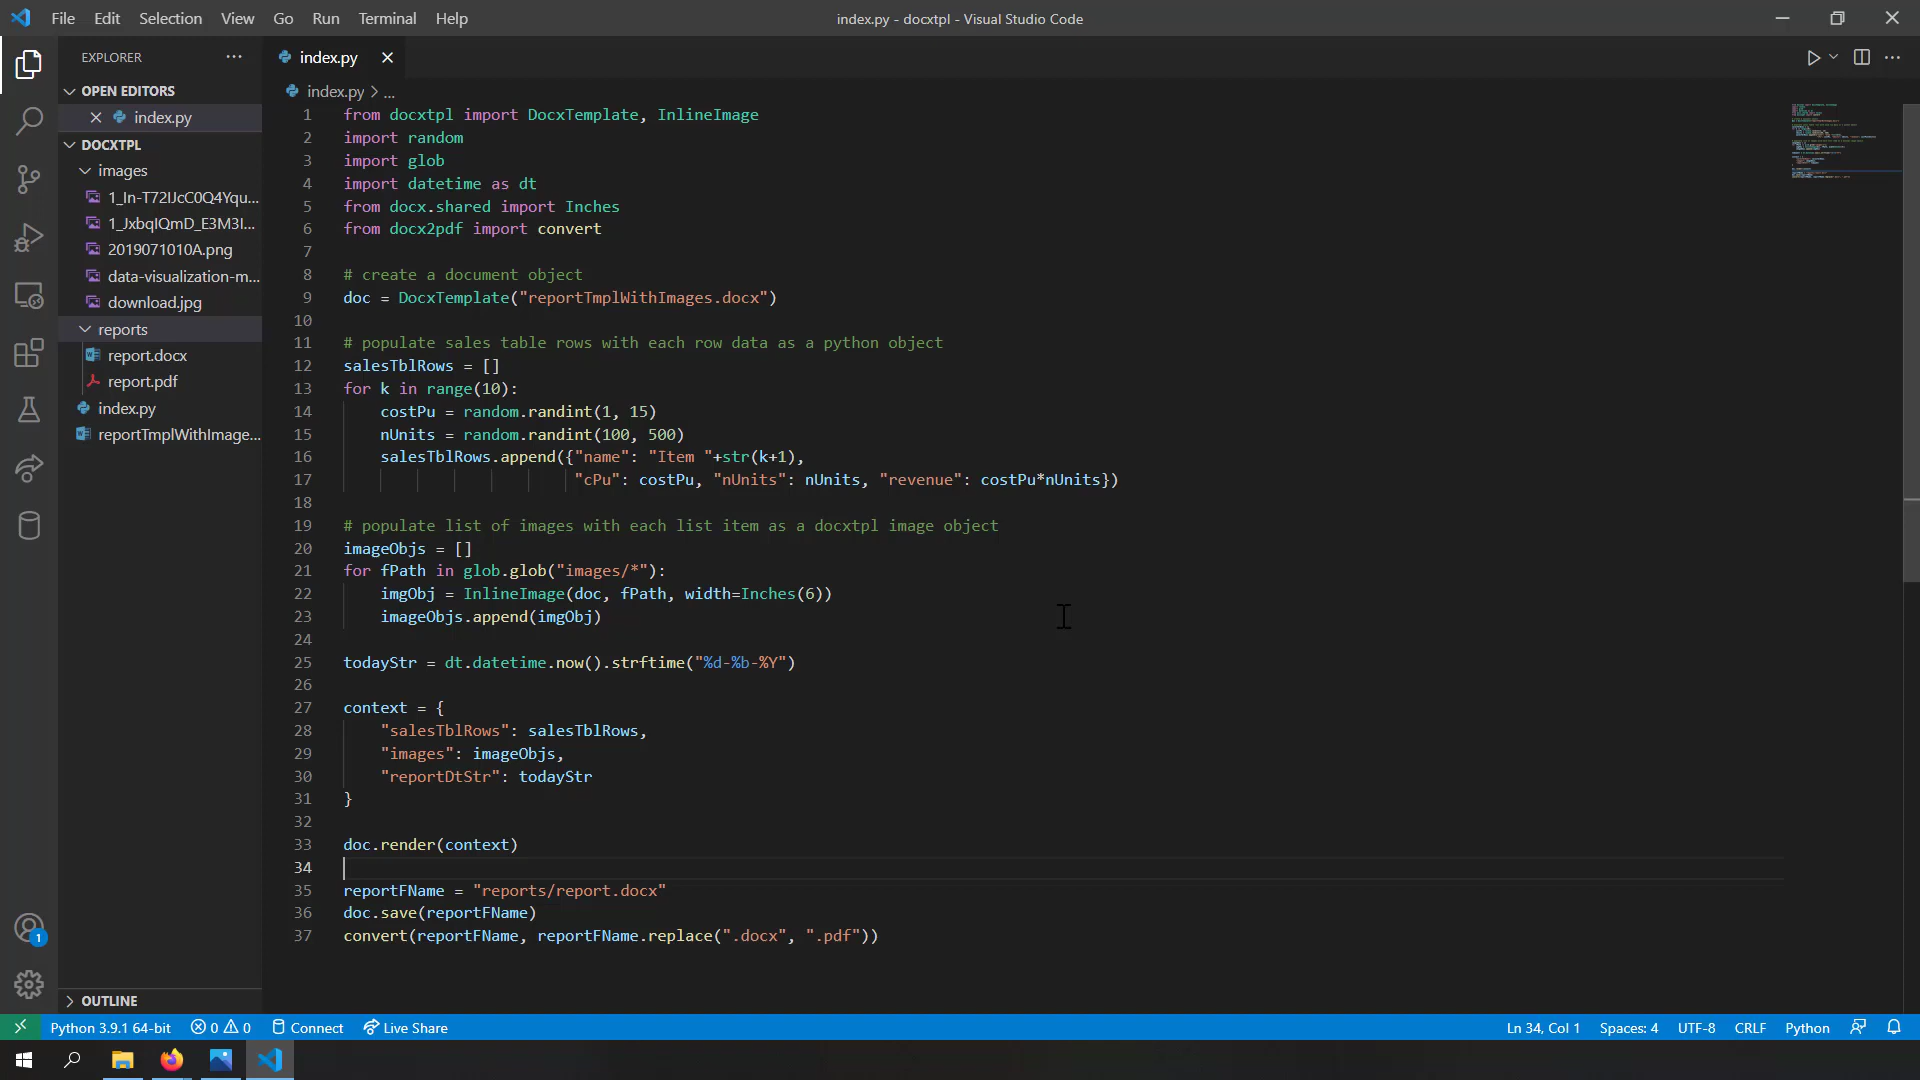 File Edit Selection View Go Run Terminal Help
index.py - docxtpl - Visual Studio Code
EXPLORER
OPEN EDITORS
index.py
DOCXTPL
images
1_In-T72IJcC0Q4Yqu...
1_JxbqIQmD_E3M3I...
2019071010A.png
data-visualization-m...
download.jpg
reports
report.docx
report.pdf
index.py
reportTmplWithImage...
OUTLINE
index.py
index.py > ...
1 from docxtpl import DocxTemplate, InlineImage
2 import random
3 import glob
4 import datetime as dt
5 from docx.shared import Inches
6 from docx2pdf import convert
7
8 # create a document object
9 doc = DocxTemplate("reportTmplWithImages.docx")
10
11 # populate sales table rows with each row data as a python object
12 salesTblRows = []
13 for k in range(10):
14 costPu = random.randint(1, 15)
15 nUnits = random.randint(100, 500)
16 salesTblRows.append({"name": "Item "+str(k+1),
17 "cPu": costPu, "nUnits": nUnits, "revenue": costPu*nUnits})
18
19 # populate list of images with each list item as a docxtpl image object
20 imageObjs = []
21 for fPath in glob.glob("images/*"):
22 imgObj = InlineImage(doc, fPath, width=Inches(6))
23 imageObjs.append(imgObj)
24
25 todayStr = dt.datetime.now().strftime("%d-%b-%Y")
26
27 context = {
28 "salesTblRows": salesTblRows,
29 "images": imageObjs,
30 "reportDtStr": todayStr
31 }
32
33 doc.render(context)
34
35 reportFName = "reports/report.docx"
36 doc.save(reportFName)
37 convert(reportFName, reportFName.replace(".docx", ".pdf"))
1
Python 3.9.1 64-bit 0 0 Connect Live Share
Ln 34, Col 1 Spaces: 4 UTF-8 CRLF Python